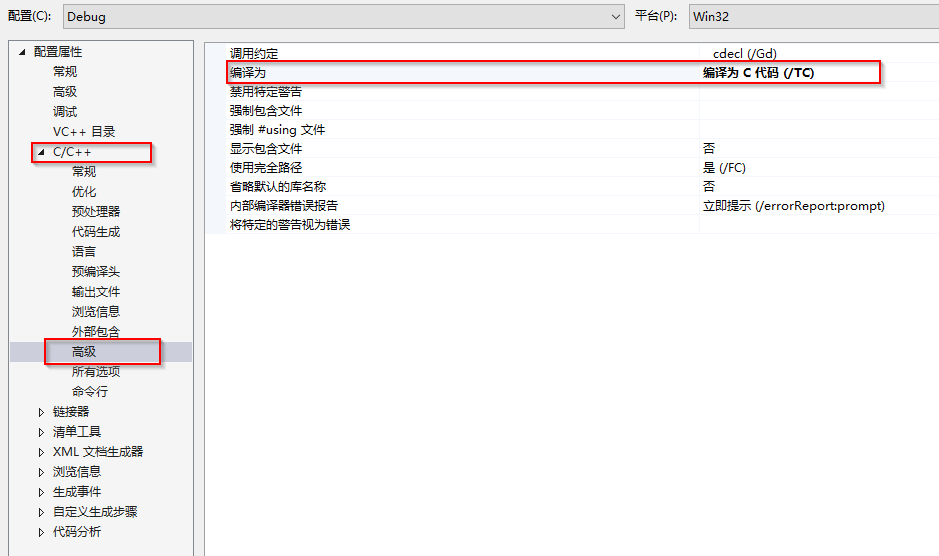 配置(C): Debug 平台(P): Win32
配置属性
常规
高级
调试
VC++ 目录
C/C++
常规
优化
预处理器
代码生成
语言
预编译头
输出文件
浏览信息
外部包含
高级
所有选项
命令行
链接器
清单工具
XML 文档生成器
浏览信息
生成事件
自定义生成步骤
代码分析
调用约定 cdecl (/Gd)
编译为 编译为 C 代码 (/TC)
禁用特定警告
强制包含文件
强制 #using 文件
显示包含文件 否
使用完全路径 是 (/FC)
省略默认的库名称 否
内部编译器错误报告 立即提示 (/errorReport:prompt)
将特定的警告视为错误